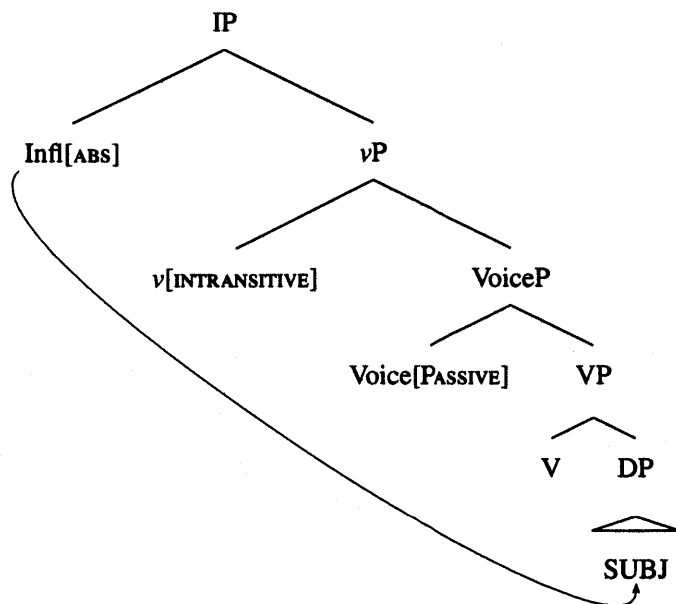 IP
Infl[ABS] vP
v[INTRANSITIVE] VoiceP
Voice[PASSIVE] VP
V DP
SUBJ